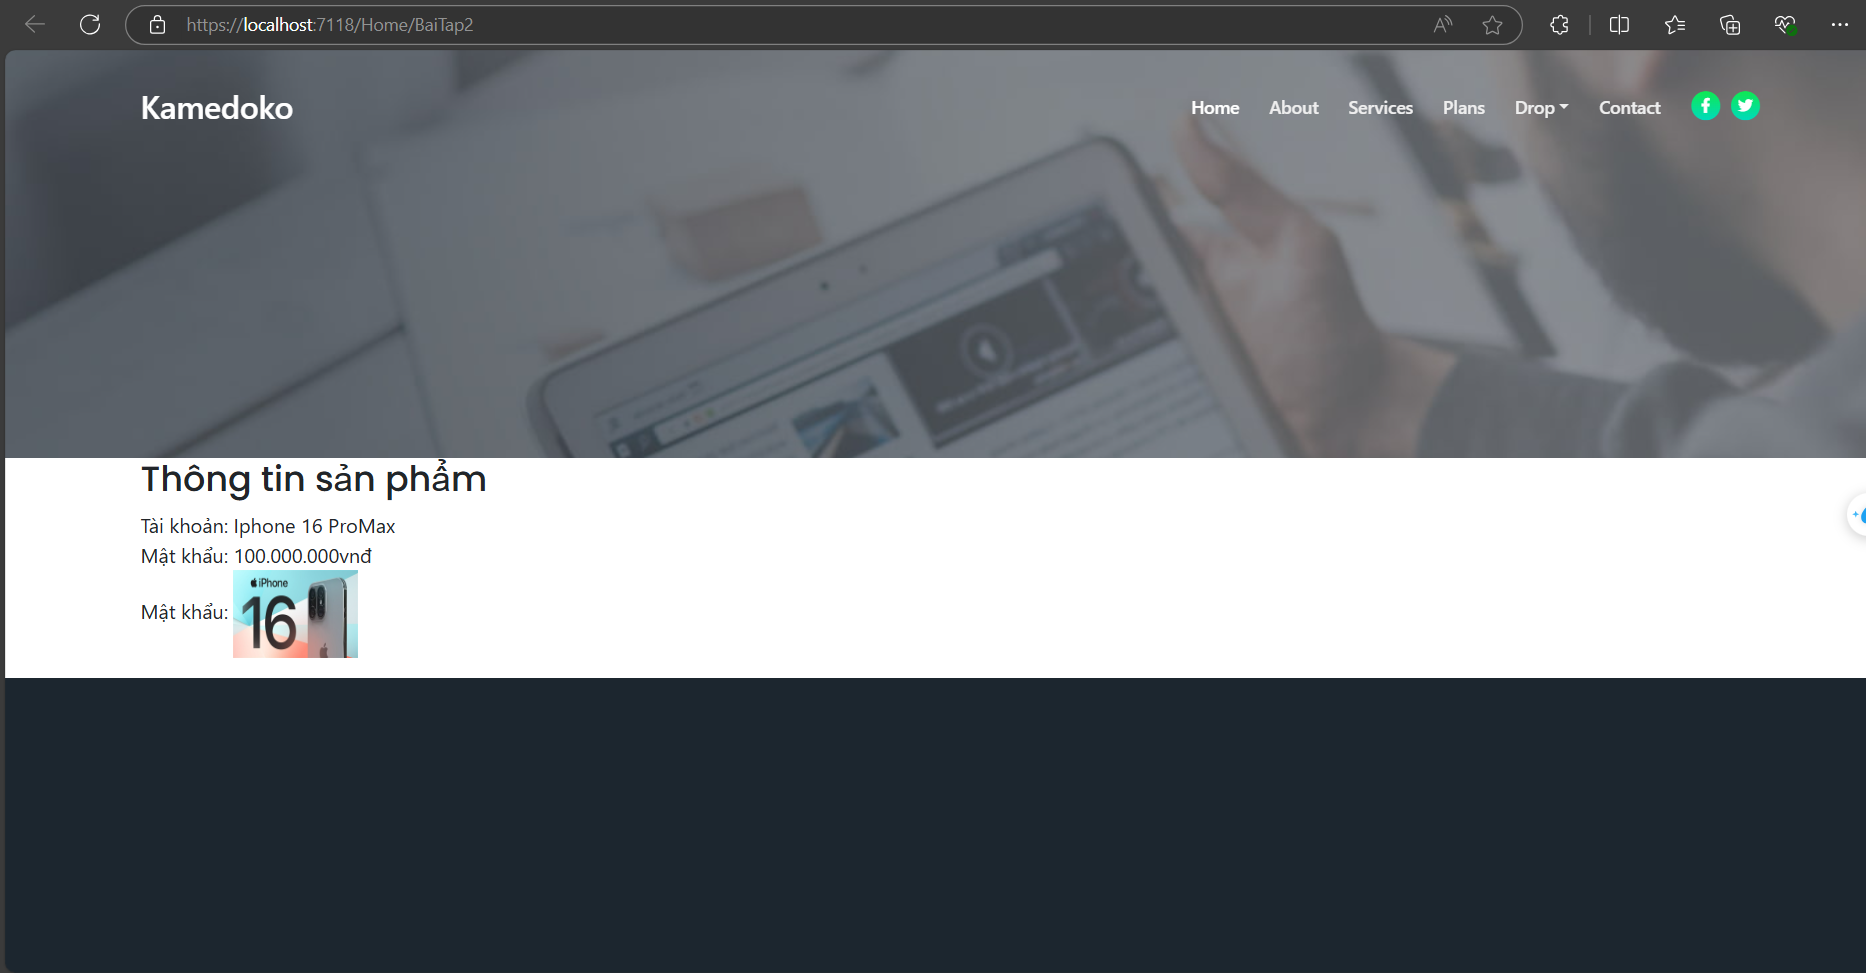 https://localhost:7118/Home/BaiTap2
Kamedoko
Home About Services Plans Drop Contact
Thông tin sản phẩm
Tài khoản: Iphone 16 ProMax
Mật khẩu: 100.000.000vnđ
Mật khẩu:
iPhone
16